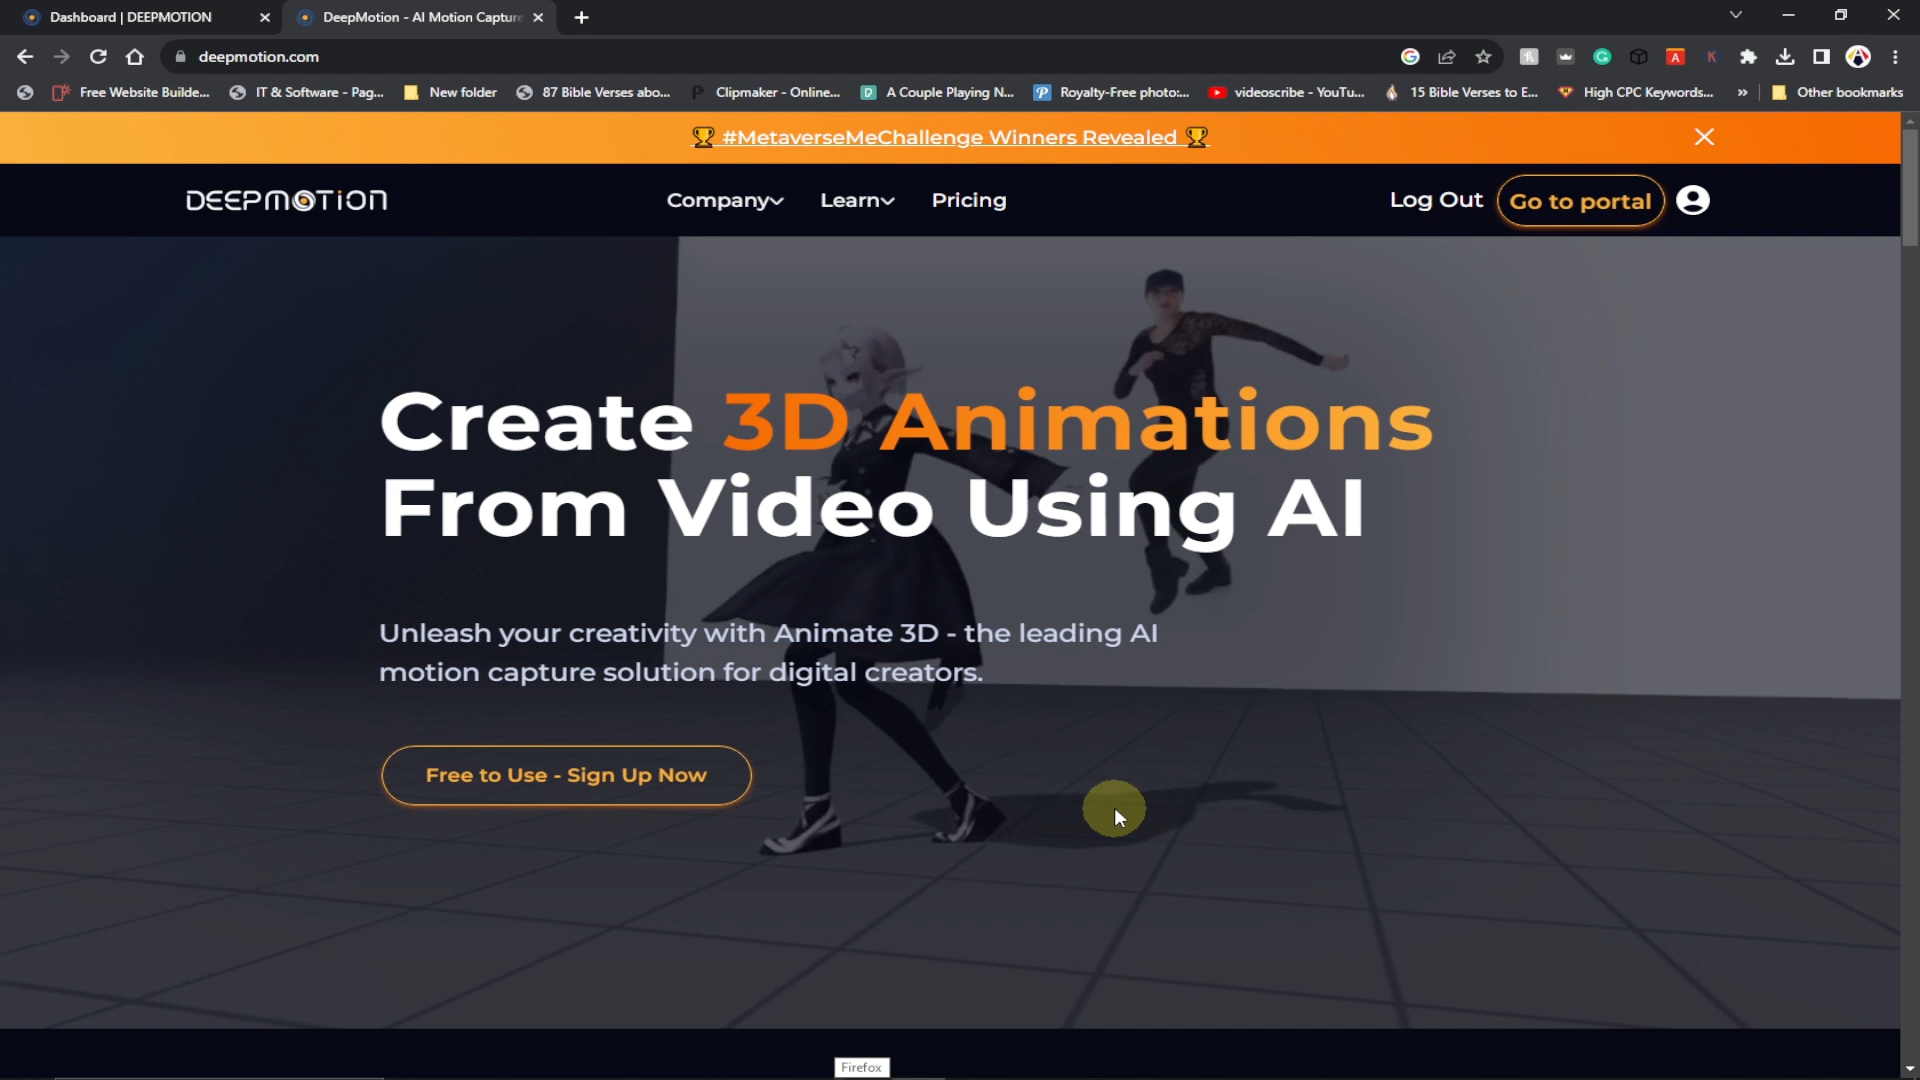 Dashboard | DEEPMOTION
DeepMotion - AI Motion Capture
deepmotion.com
Free Website Builde...
IT & Software - Pag...
New folder
87 Bible Verses abo...
Clipmaker - Online...
A Couple Playing N...
Royalty-Free photo:...
videoscribe - YouTu...
15 Bible Verses to E...
High CPC Keywords...
»
Other bookmarks
🏆 #MetaverseMeChallenge Winners Revealed 🏆
DEEPMOTION
Company
Learn
Pricing
Log Out
Go to portal
Create 3D Animations
From Video Using AI
Unleash your creativity with Animate 3D - the leading AI
motion capture solution for digital creators.
Free to Use - Sign Up Now
Firefox